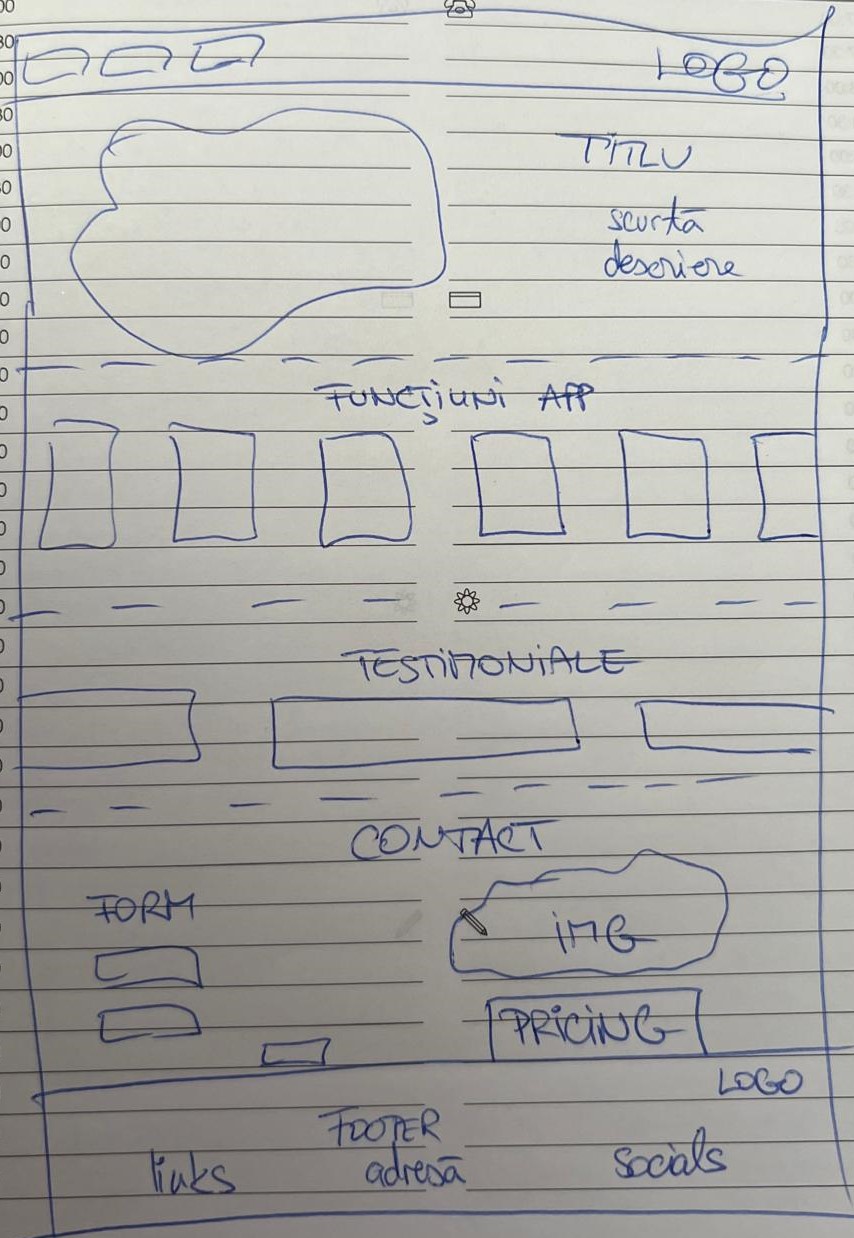 LOGO
TITLU
scurtă
descriere
FUNCȚIUNI APP
TESTIMONIALE
CONTACT
FORM
IMG
PRICING
LOGO
FOOTER
links adresă socials